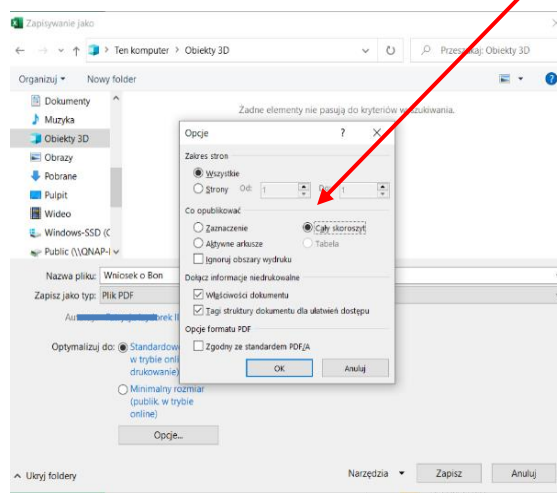 Zapisywanie jako
Ten komputer > Obiekty 3D
Przeszukaj: Obiekty 3D
Organizuj
Nowy folder
Dokumenty
Muzyka
Obiekty 3D
Obrazy
Pobrane
Pulpit
Wideo
Windows-SSD (C
Public (\\QNAP-I
Żadne elementy nie pasują do kryteriów wyszukiwania.
Opcje
? ×
Zakres stron
Wszystkie
Strony Od: 1 Do: 1
Co opublikować
Zaznaczenie
Cały skoroszyt
Aktywne arkusze
Tabela
Ignoruj obszary wydruku
Dołącz informacje niedrukowalne
Właściwości dokumentu
Tagi struktury dokumentu dla ułatwień dostępu
Opcje formatu PDF
Zgodny ze standardem PDF/A
OK
Anuluj
Nazwa pliku: Wniosek o Bon
Zapisz jako typ: Plik PDF
Optymalizuj do: Standardow
w trybie onli
drukowanie)
Minimalny rozmiar
(publik. w trybie
online)
Opcje...
Ukryj foldery
Narzędzia
Zapisz
Anuluj